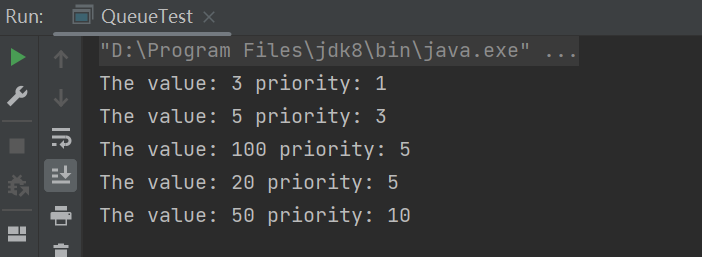 Run: QueueTest
"D:\Program Files\jdk8\bin\java.exe" ...
The value: 3 priority: 1
The value: 5 priority: 3
The value: 100 priority: 5
The value: 20 priority: 5
The value: 50 priority: 10